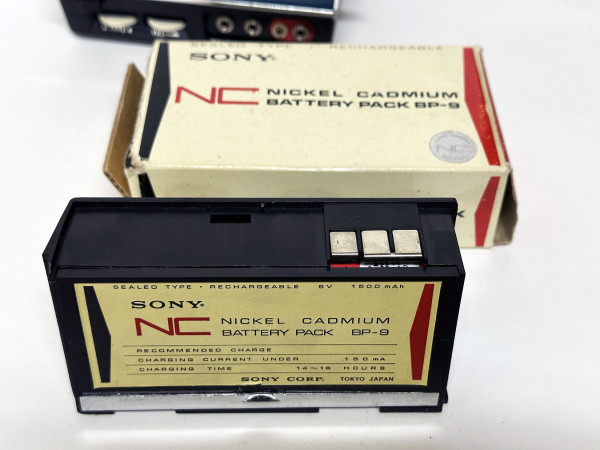 SEALED TYPE · RECHARGEABLE
SONY®
NC NICKEL CADMIUM
BATTERY PACK BP-9
NC
SEALED TYPE · RECHARGEABLE 6V 1500 mAh
SONY®
NC NICKEL CADMIUM
BATTERY PACK BP-9
RECOMMENDED CHARGE
CHARGING CURRENT UNDER 150mA
CHARGING TIME 14~16 HOURS
SONY CORP. TOKYO JAPAN